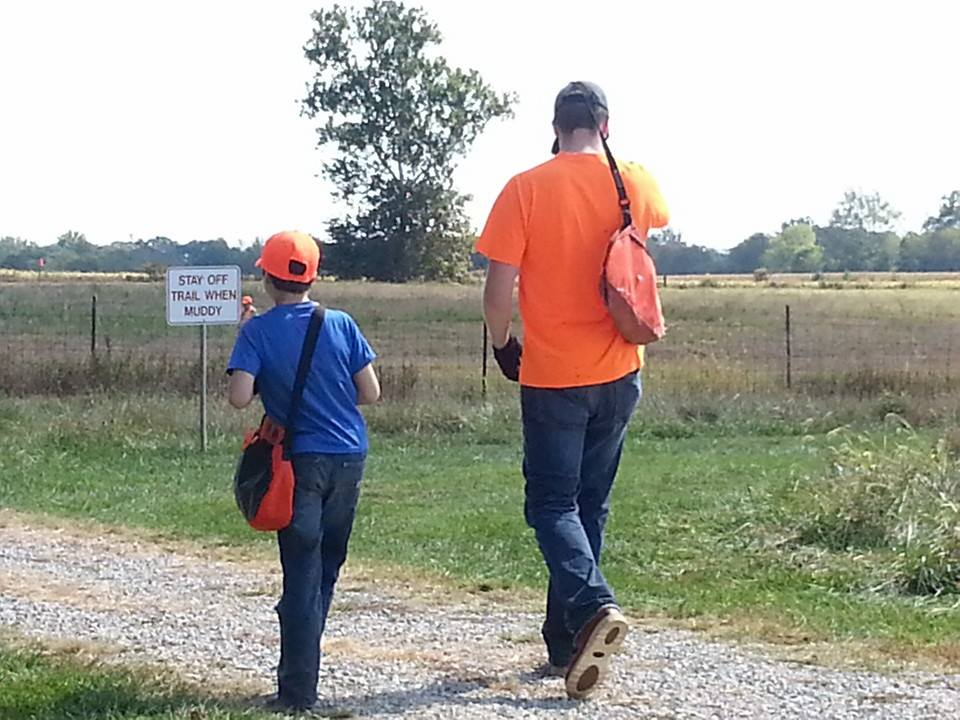 STAY OFF
TRAIL WHEN
MUDDY